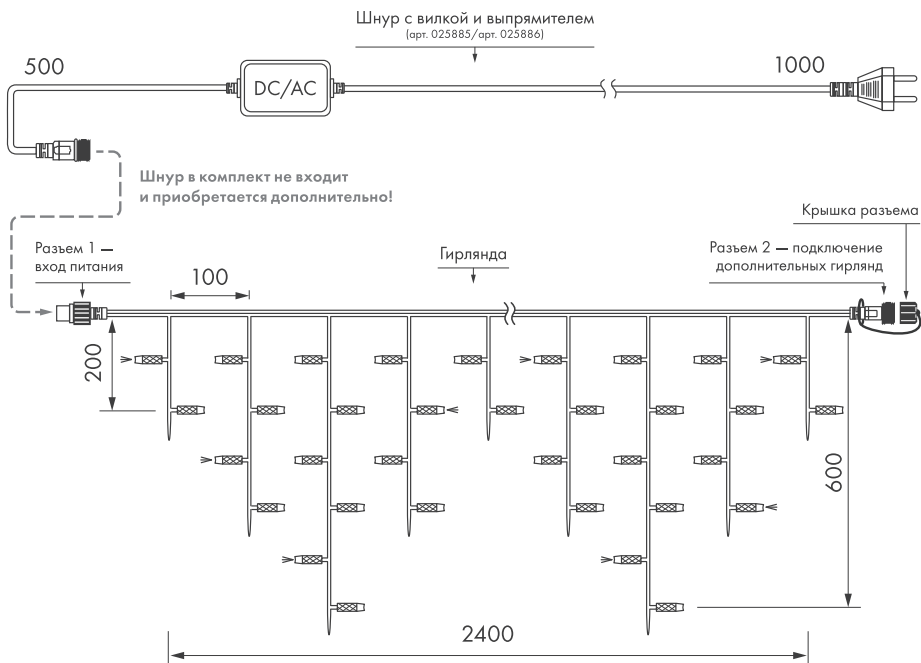 Шнур с вилкой и выпрямителем
(арт. 025885/арт. 025886)
500
DC/AC
1000
Шнур в комплект не входит
и приобретается дополнительно!
Крышка разъема
Разъем 1 —
вход питания
Гирлянда
Разъем 2 — подключение
дополнительных гирлянд
100
200
600
2400